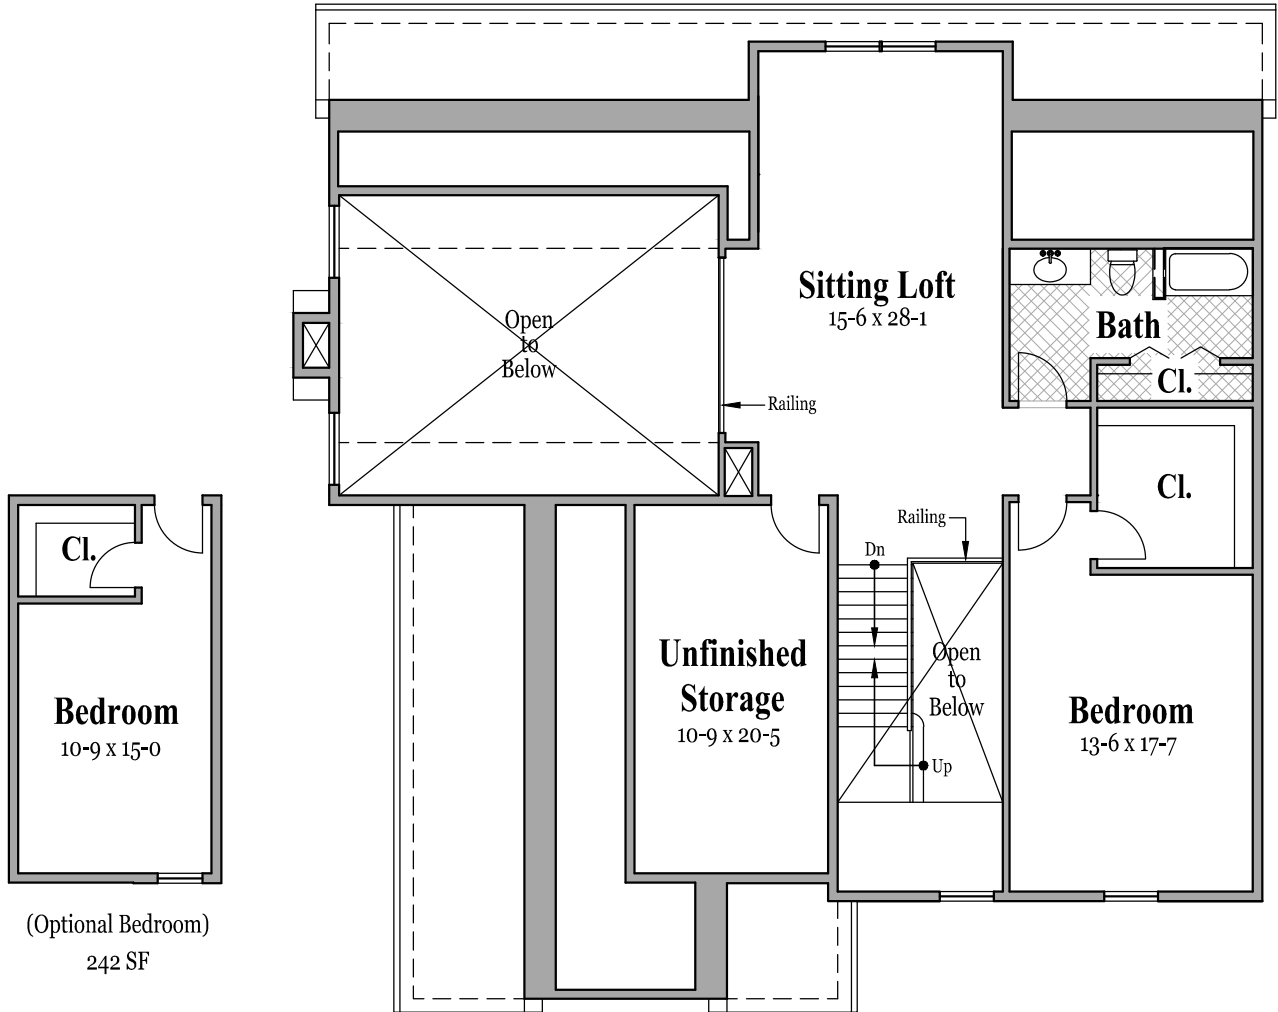 Sitting Loft
15-6 x 28-1
Bath
Cl.
Open
to
Below
Railing
Cl.
Railing
Dn
Cl.
Unfinished
Storage
10-9 x 20-5
Open
to
Below
Up
Bedroom
13-6 x 17-7
Bedroom
10-9 x 15-0
(Optional Bedroom)
242 SF